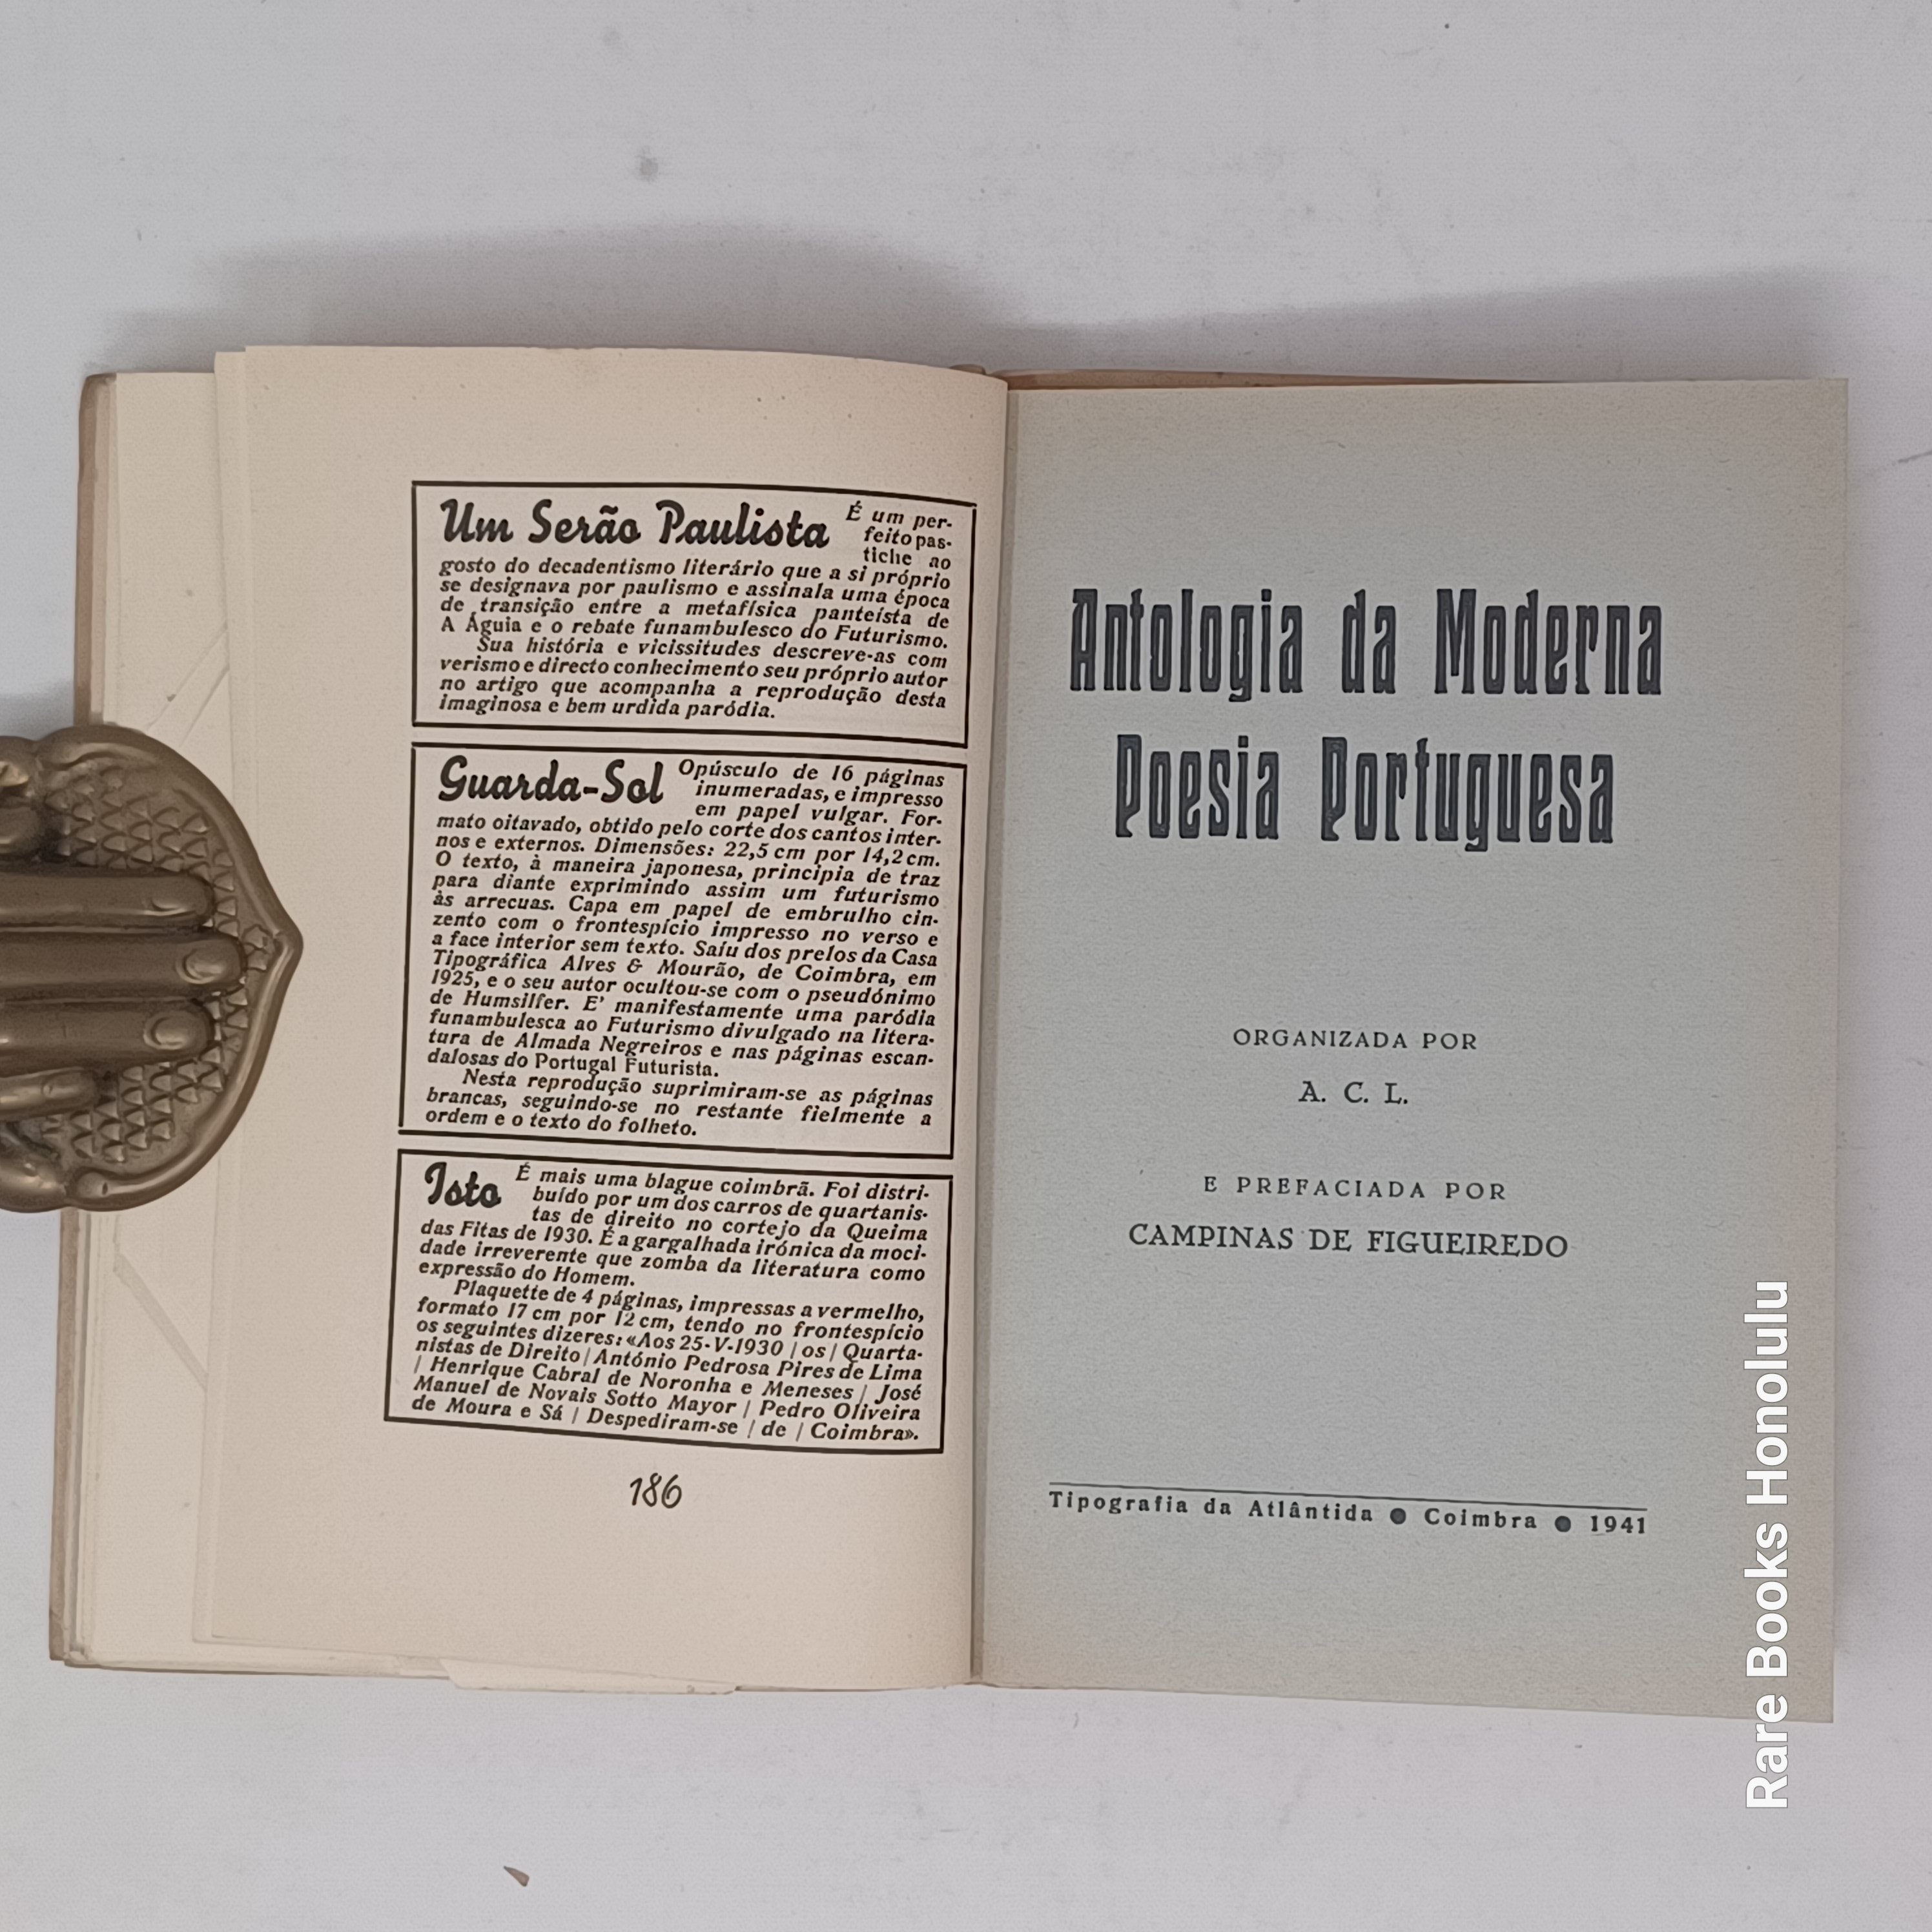 Um Serão Paulista É um per-
feito pas-
tiche ao
gosto do decadentismo literário que a si próprio
se designava por paulismo e assinala uma época
de transição entre a metafísica panteísta de
A Águia e o rebate funambulesco do Futurismo.
Sua história e vicissitudes descreve-as com
verismo e directo conhecimento seu próprio autor
no artigo que acompanha a reprodução desta
imaginosa e bem urdida paródia.
Guarda-Sol Opúsculo de 16 páginas
inumeradas, e impresso
em papel vulgar. For-
mato oitavado, obtido pelo corte dos cantos inter-
nos e externos. Dimensões: 22,5 cm por 14,2 cm.
O texto, à maneira japonesa, principia de traz
para diante exprimindo assim um futurismo
às arrecuas. Capa em papel de embrulho cin-
zento com o frontespício impresso no verso e
a face interior sem texto. Saíu dos prelos da Casa
Tipográfica Alves & Mourão, de Coimbra, em
1925, e o seu autor ocultou-se com o pseudónimo
de Humsilfer. E' manifestamente uma paródia
funambulesca ao Futurismo divulgado na litera-
tura de Almada Negreiros e nas páginas escan-
dalosas do Portugal Futurista.
Nesta reprodução suprimiram-se as páginas
brancas, seguindo-se no restante fielmente a
ordem e o texto do folheto.
Isto É mais uma blague coimbrã. Foi distri-
buído por um dos carros de quartanis-
tas de direito no cortejo da Queima
das Fitas de 1930. É a gargalhada irónica da moci-
dade irreverente que zomba da literatura como
expressão do Homem.
Plaquette de 4 páginas, impressas a vermelho,
formato 17 cm por 12 cm, tendo no frontespício
os seguintes dizeres: «Aos 25-V-1930 | os | Quarta-
nistas de Direito | António Pedrosa Pires de Lima
| Henrique Cabral de Noronha e Meneses | José
Manuel de Novais Sotto Mayor | Pedro Oliveira
de Moura e Sá | Despediram-se | de | Coimbra».
186
Antologia da Moderna
Poesia Portuguesa
ORGANIZADA POR
A. C. L.
E PREFACIADA POR
CAMPINAS DE FIGUEIREDO
Tipografia da Atlântida ● Coimbra ● 1941
Rare Books Honolulu